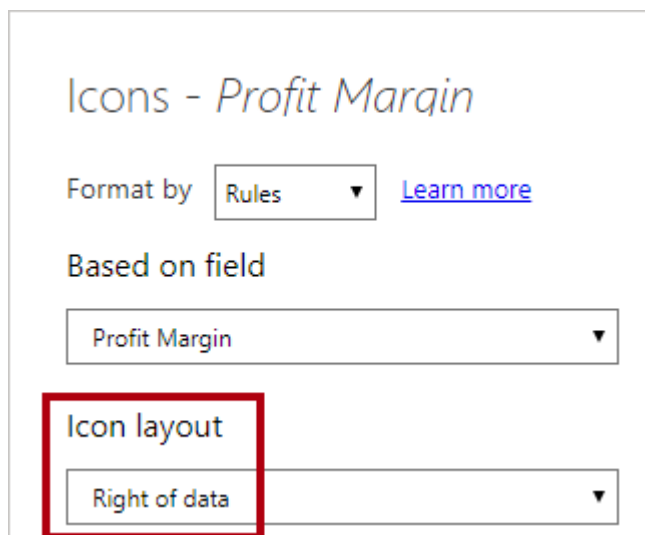 Icons - Profit Margin
Format by Rules Learn more
Based on field
Profit Margin
Icon layout
Right of data